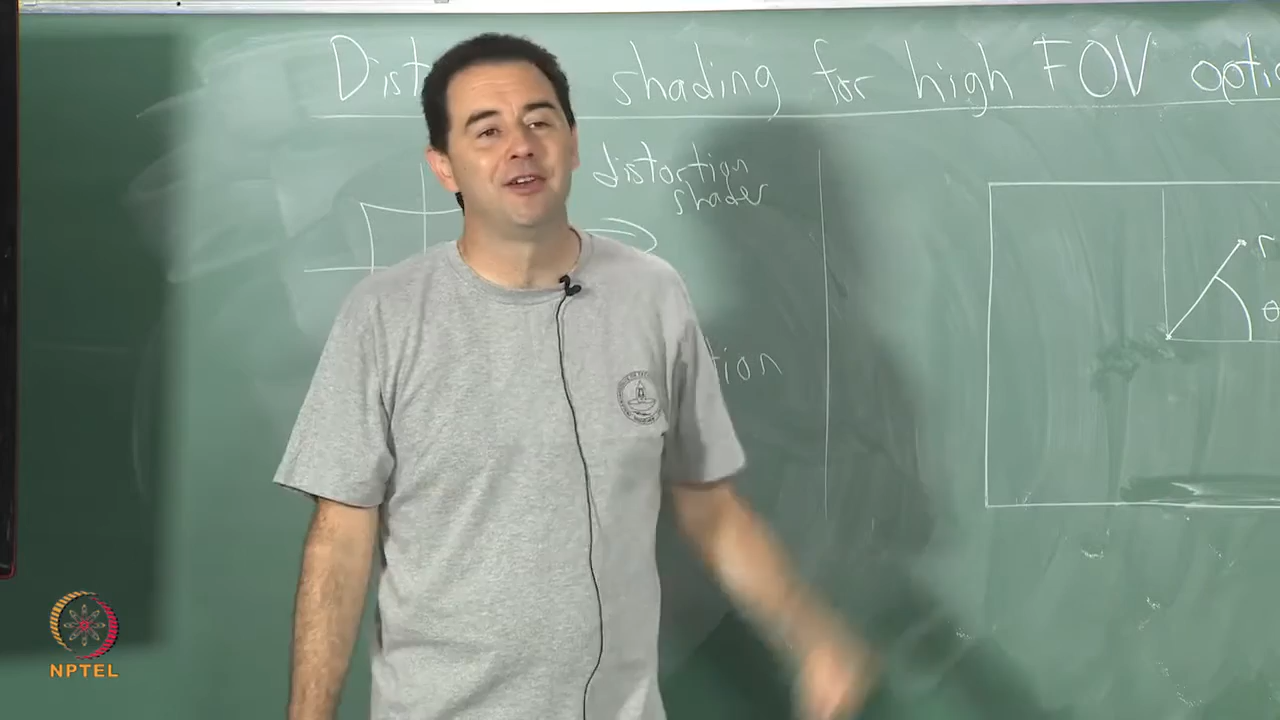 Dist shading for high FOV optic
distortion
shader
r
θ
tion
NPTEL